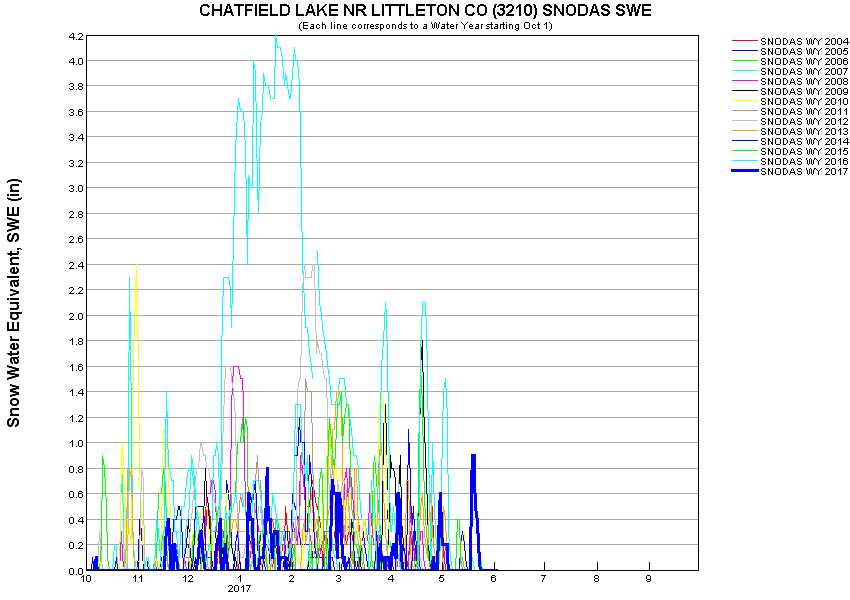 CHATFIELD LAKE NR LITTLETON CO (3210) SNODAS SWE
(Each line corresponds to a Water Year starting Oct 1)
Snow Water Equivalent, SWE (in)
4.2
4.0
3.8
3.6
3.4
3.2
3.0
2.8
2.6
2.4
2.2
2.0
1.8
1.6
1.4
1.2
1.0
0.8
0.6
0.4
0.2
0.0
10 11 12 1 2 3 4 5 6 7 8 9
2017
SNODAS WY 2004
SNODAS WY 2005
SNODAS WY 2006
SNODAS WY 2007
SNODAS WY 2008
SNODAS WY 2009
SNODAS WY 2010
SNODAS WY 2011
SNODAS WY 2012
SNODAS WY 2013
SNODAS WY 2014
SNODAS WY 2015
SNODAS WY 2016
SNODAS WY 2017